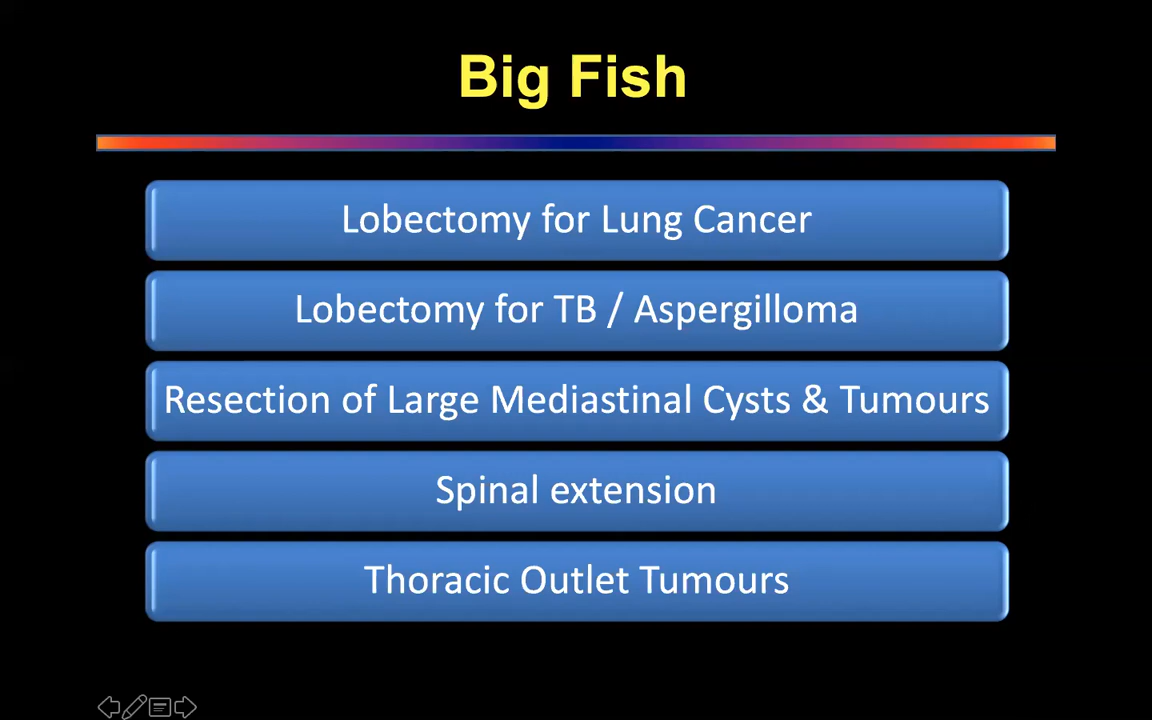 Big Fish
Lobectomy for Lung Cancer
Lobectomy for TB / Aspergilloma
Resection of Large Mediastinal Cysts & Tumours
Spinal extension
Thoracic Outlet Tumours